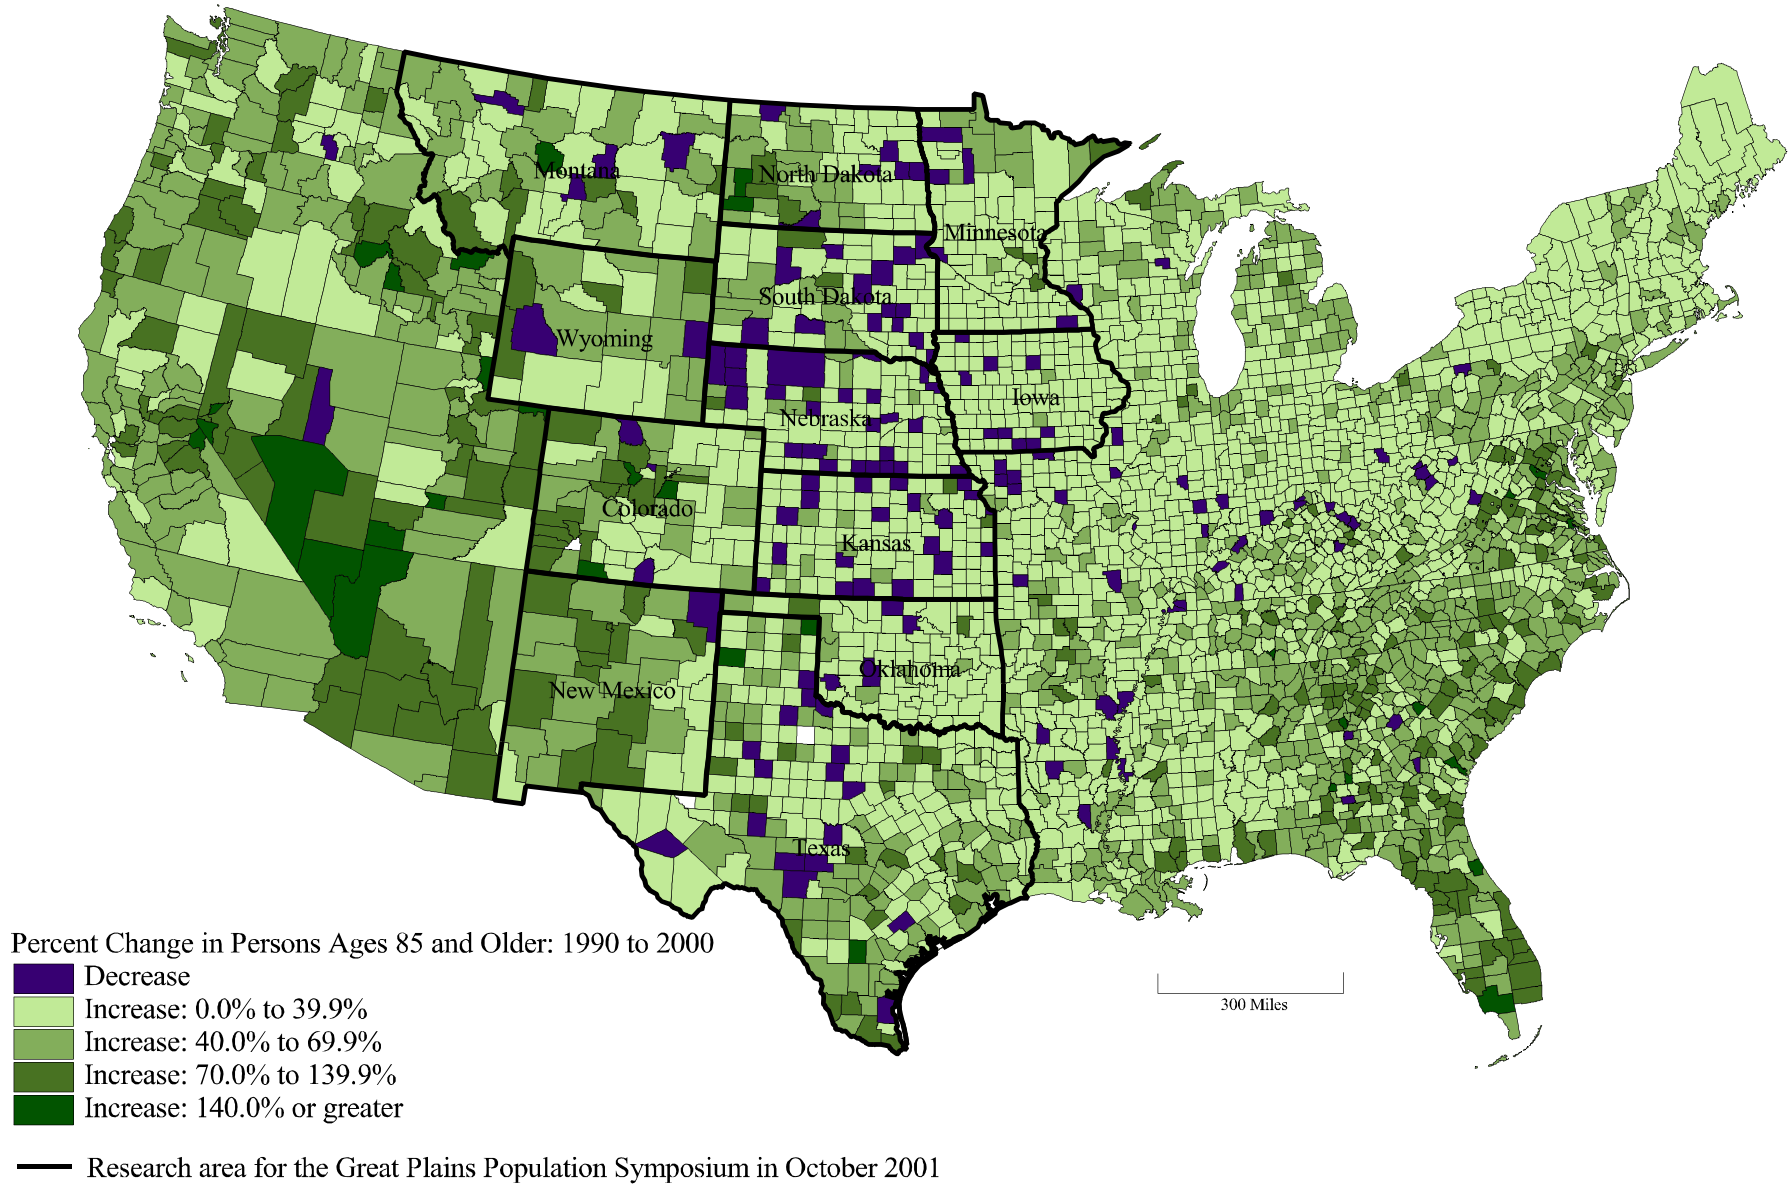 Montana
North Dakota
Minnesota
South Dakota
Wyoming
Iowa
Nebraska
Colorado
Kansas
Oklahoma
New Mexico
Texas
Percent Change in Persons Ages 85 and Older: 1990 to 2000
Decrease
Increase: 0.0% to 39.9%
Increase: 40.0% to 69.9%
Increase: 70.0% to 139.9%
Increase: 140.0% or greater
300 Miles
Research area for the Great Plains Population Symposium in October 2001